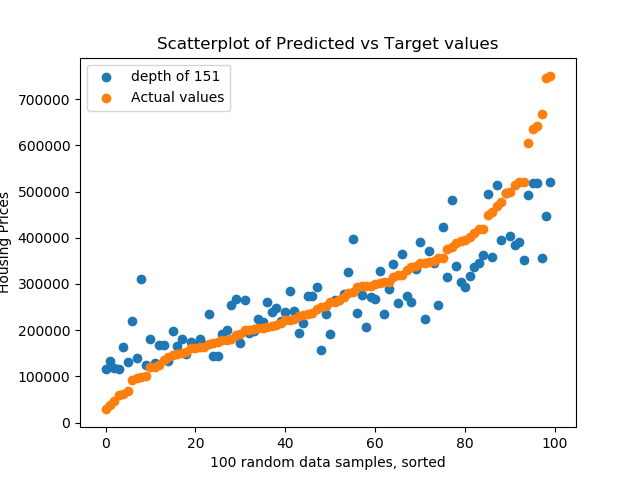 Scatterplot of Predicted vs Target values
depth of 151
Actual values
700000
600000
500000
400000
300000
200000
100000
0
Housing Prices
0 20 40 60 80 100
100 random data samples, sorted